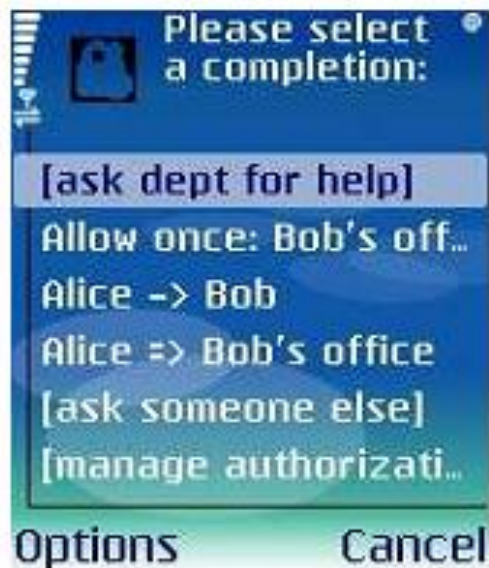 Please select
a completion:
[ask dept for help]
Allow once: Bob's off...
Alice -> Bob
Alice => Bob's office
[ask someone else]
[manage authorizati...
Options Cancel